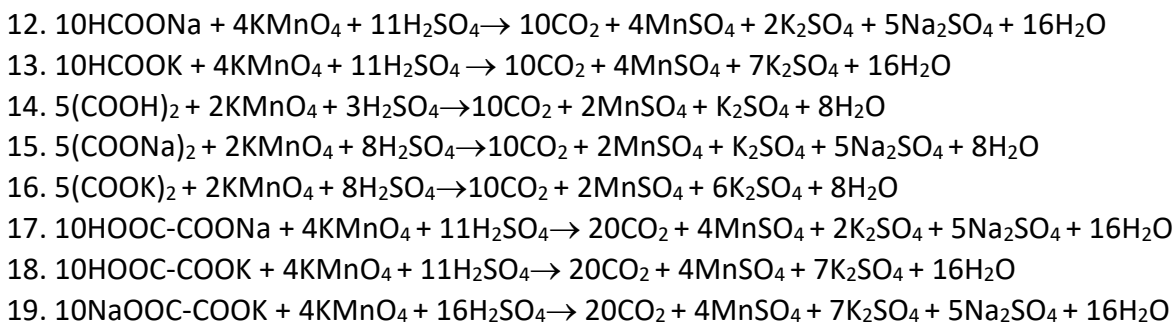 12. 10HCOONa + 4KMnO₄ + 11H₂SO₄→ 10CO₂ + 4MnSO₄ + 2K₂SO₄ + 5Na₂SO₄ + 16H₂O
13. 10HCOOK + 4KMnO₄ + 11H₂SO₄ → 10CO₂ + 4MnSO₄ + 7K₂SO₄ + 16H₂O
14. 5(COOH)₂ + 2KMnO₄ + 3H₂SO₄→10CO₂ + 2MnSO₄ + K₂SO₄ + 8H₂O
15. 5(COONa)₂ + 2KMnO₄ + 8H₂SO₄→10CO₂ + 2MnSO₄ + K₂SO₄ + 5Na₂SO₄ + 8H₂O
16. 5(COOK)₂ + 2KMnO₄ + 8H₂SO₄→10CO₂ + 2MnSO₄ + 6K₂SO₄ + 8H₂O
17. 10HOOC-COONa + 4KMnO₄ + 11H₂SO₄→ 20CO₂ + 4MnSO₄ + 2K₂SO₄ + 5Na₂SO₄ + 16H₂O
18. 10HOOC-COOK + 4KMnO₄ + 11H₂SO₄→ 20CO₂ + 4MnSO₄ + 7K₂SO₄ + 16H₂O
19. 10NaOOC-COOK + 4KMnO₄ + 16H₂SO₄→ 20CO₂ + 4MnSO₄ + 7K₂SO₄ + 5Na₂SO₄ + 16H₂O